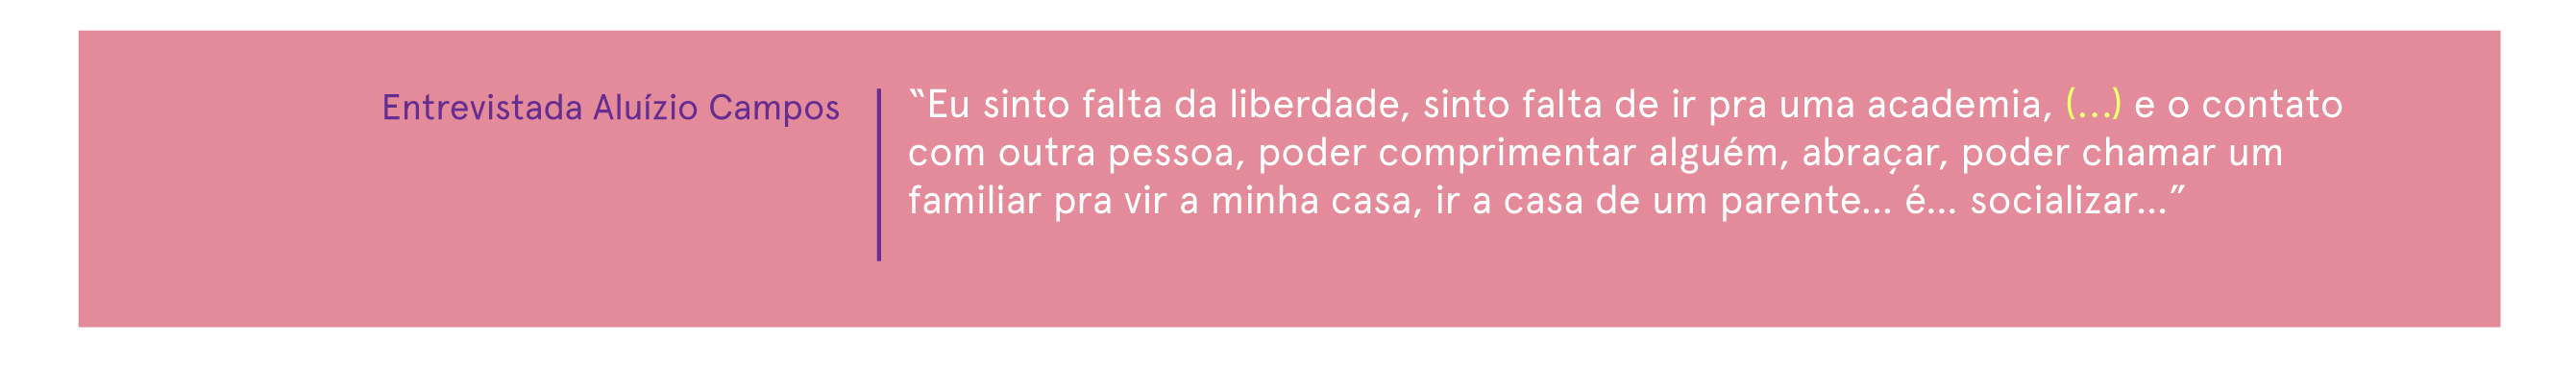 Entrevistada Aluízio Campos
“Eu sinto falta da liberdade, sinto falta de ir pra uma academia, (...) e o contato
com outra pessoa, poder comprimentar alguém, abraçar, poder chamar um
familiar pra vir a minha casa, ir a casa de um parente... é... socializar...”